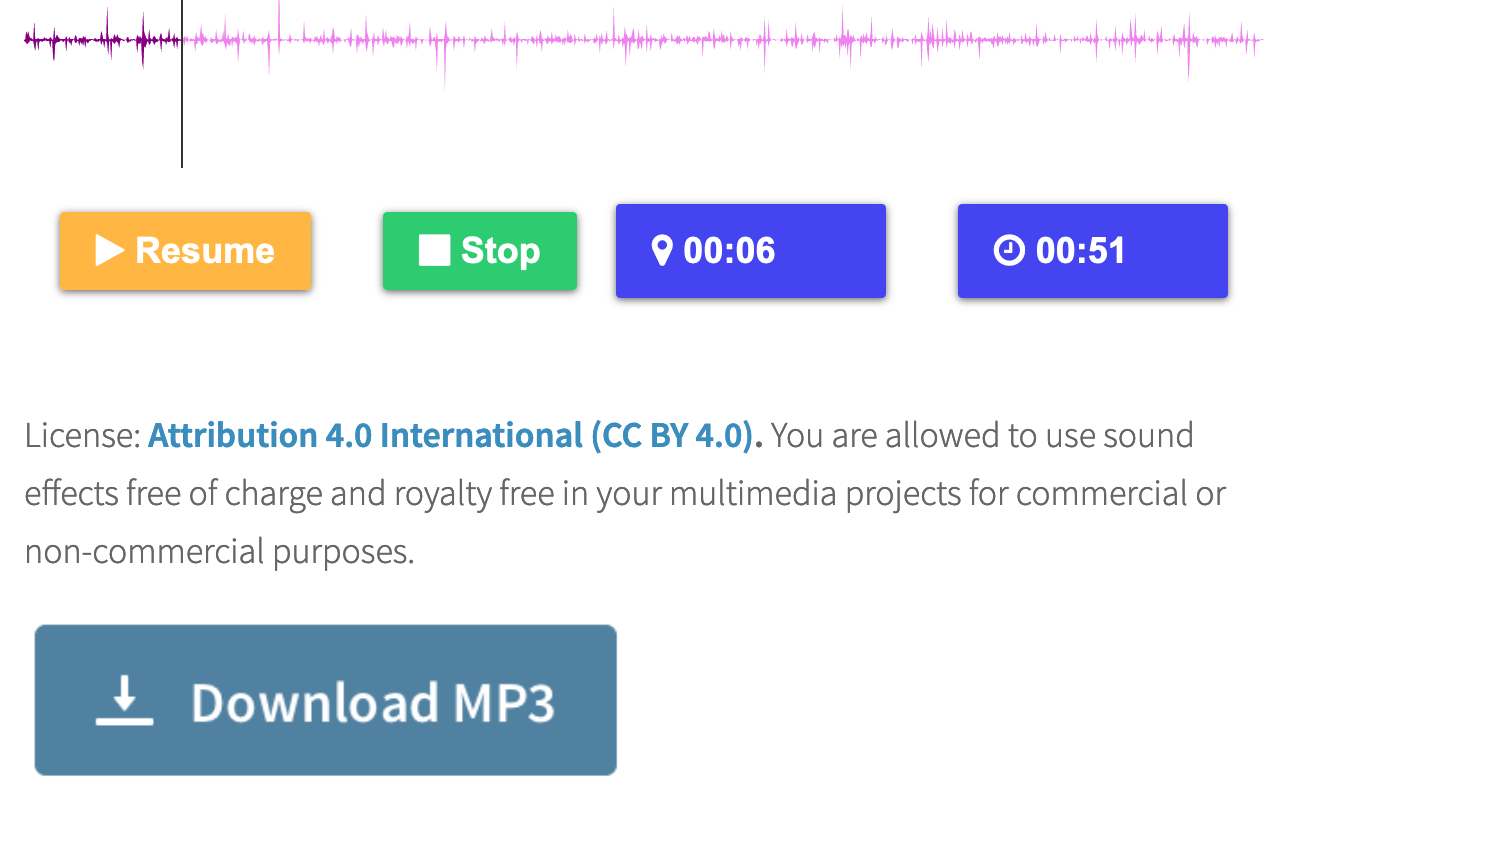 Resume
Stop
00:06
00:51
License: Attribution 4.0 International (CC BY 4.0). You are allowed to use sound
effects free of charge and royalty free in your multimedia projects for commercial or
non-commercial purposes.
Download MP3